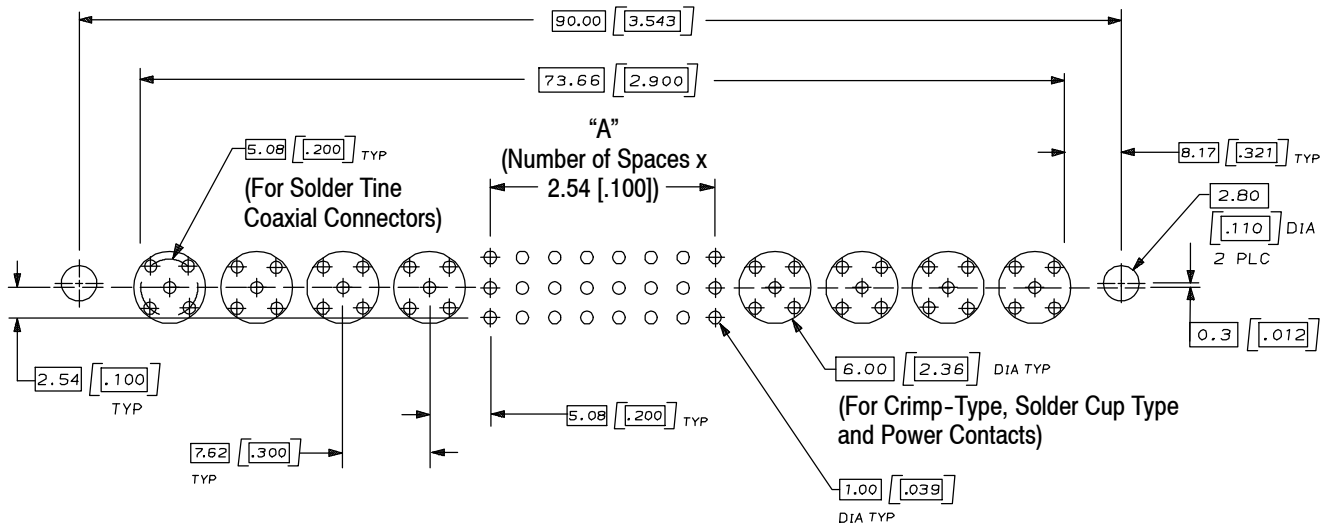 90.00 [3.543]
73.66 [2.900]
“A”
(Number of Spaces x
2.54 [.100])
5.08 [.200] TYP
(For Solder Tine
Coaxial Connectors)
8.17 [.321] TYP
2.80
[.110] DIA
2 PLC
0.3 [.012]
2.54 [.100]
TYP
6.00 [2.36] DIA TYP
(For Crimp-Type, Solder Cup Type
and Power Contacts)
5.08 [.200] TYP
7.62 [.300]
TYP
1.00 [.039]
DIA TYP